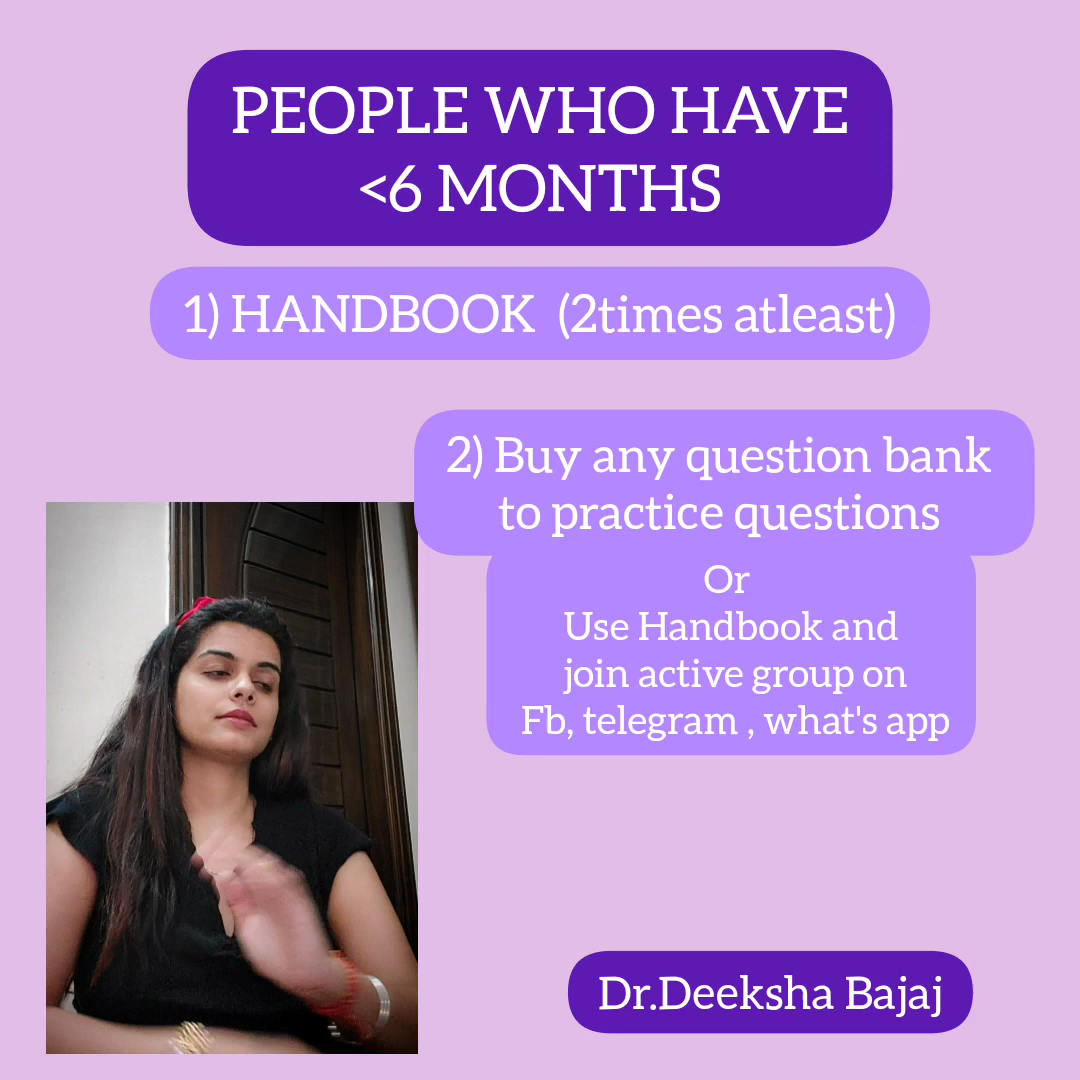 PEOPLE WHO HAVE
<6 MONTHS
1) HANDBOOK (2times atleast)
2) Buy any question bank
to practice questions
Or
Use Handbook and
join active group on
Fb, telegram , what's app
Dr.Deeksha Bajaj